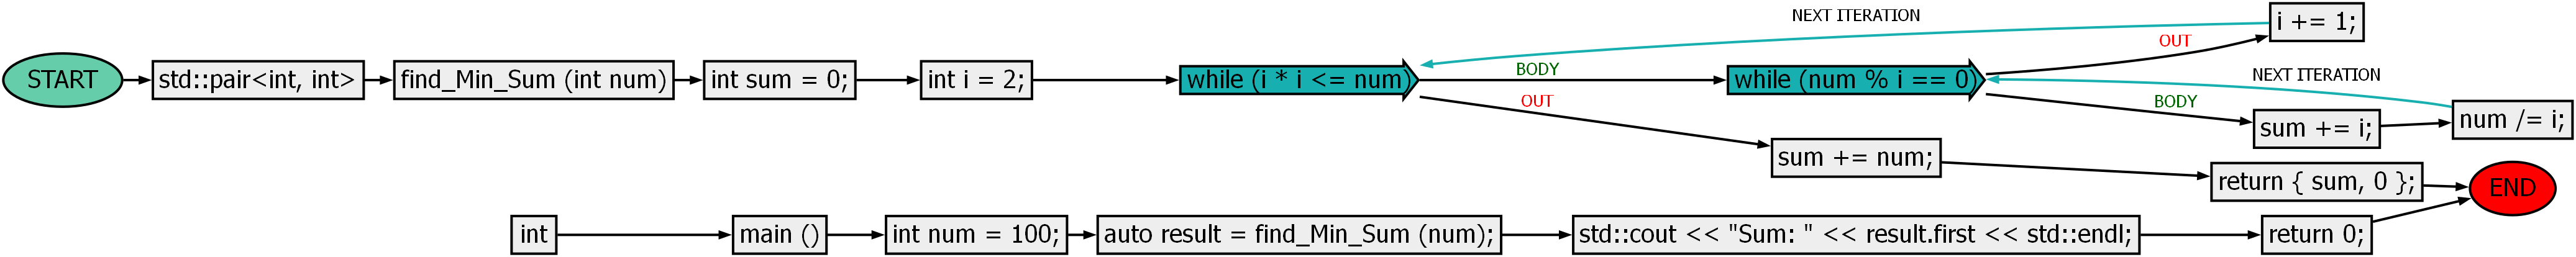 START
std::pair<int, int>
find_Min_Sum (int num)
int sum = 0;
int i = 2;
while (i * i <= num)
BODY
while (num % i == 0)
OUT
i += 1;
NEXT ITERATION
BODY
sum += i;
num /= i;
NEXT ITERATION
OUT
sum += num;
return { sum, 0 };
END
int
main ()
int num = 100;
auto result = find_Min_Sum (num);
std::cout << "Sum: " << result.first << std::endl;
return 0;